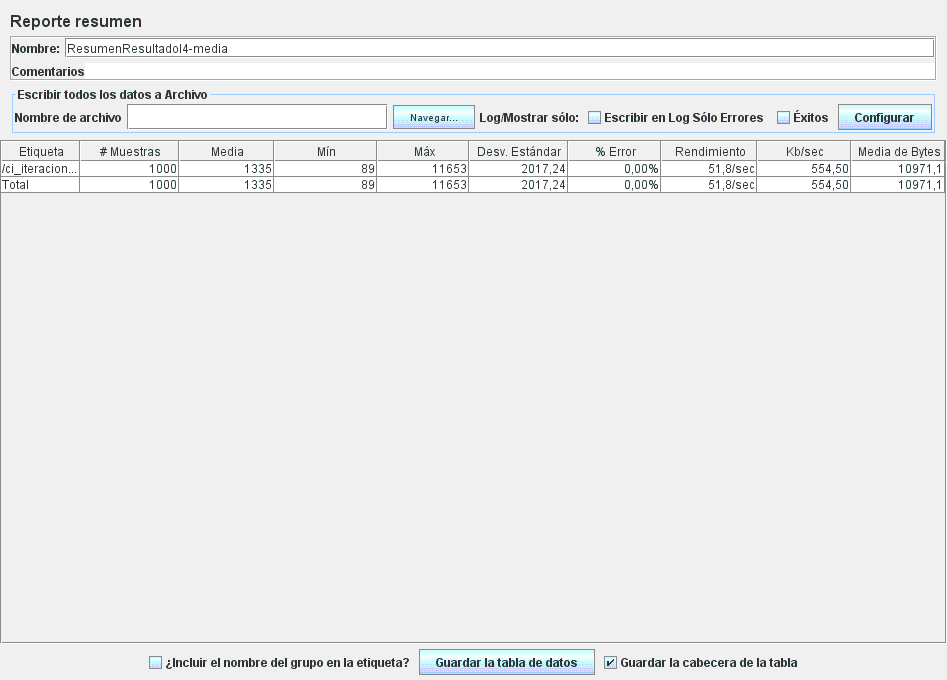 Reporte resumen
Nombre: ResumenResultadoI4-media
Comentarios
Escribir todos los datos a Archivo
Nombre de archivo Navegar... Log/Mostrar sólo: Escribir en Log Sólo Errores Éxitos Configurar
Etiqueta # Muestras Media Mín Máx Desv. Estándar % Error Rendimiento Kb/sec Media de Bytes
/ci_iteracion... 1000 1335 89 11653 2017,24 0,00% 51,8/sec 554,50 10971,1
Total 1000 1335 89 11653 2017,24 0,00% 51,8/sec 554,50 10971,1
¿Incluir el nombre del grupo en la etiqueta? Guardar la tabla de datos Guardar la cabecera de la tabla